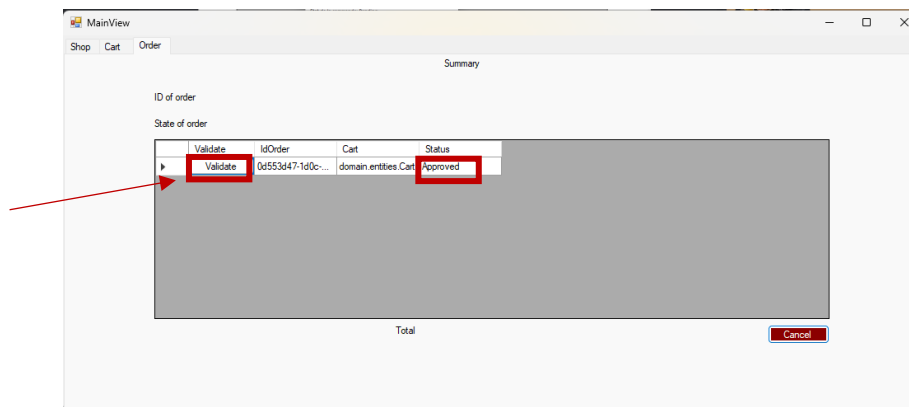 MainView
Shop Cart Order
Summary
ID of order
State of order
Validate IdOrder Cart Status
Validate 0d553d47-1d0c-... domain.entities.Cart Approved
Total
Cancel